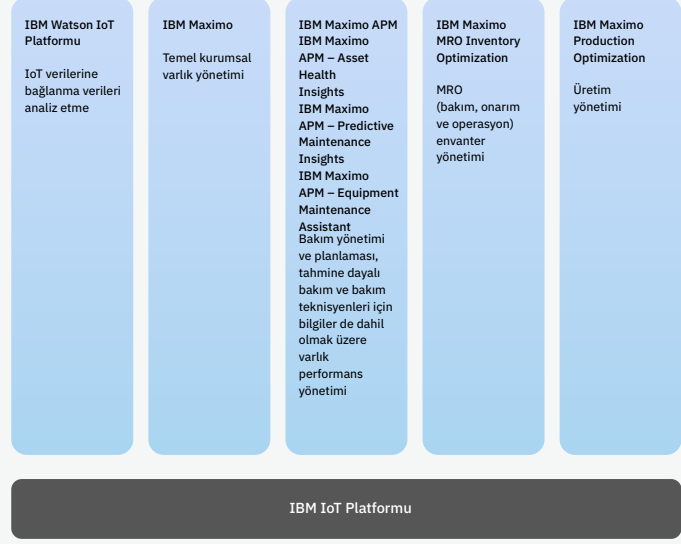 IBM Watson IoT
Platformu
IoT verilerine
bağlanma verileri
analiz etme
IBM Maximo
Temel kurumsal
varlık yönetimi
IBM Maximo APM
IBM Maximo
APM – Asset
Health
Insights
IBM Maximo
APM – Predictive
Maintenance
Insights
IBM Maximo
APM – Equipment
Maintenance
Assistant
Bakım yönetimi
ve planlaması,
tahmine dayalı
bakım ve bakım
teknisyenleri için
bilgiler de dahil
olmak üzere
varlık
performans
yönetimi
IBM Maximo
MRO Inventory
Optimization
MRO
(bakım, onarım
ve operasyon)
envanter
yönetimi
IBM Maximo
Production
Optimization
Üretim
yönetimi
IBM IoT Platformu